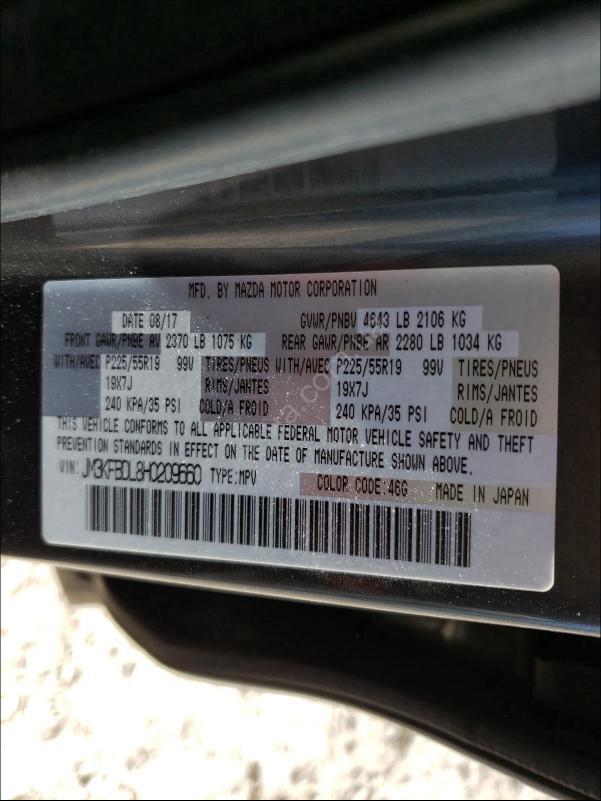 MFD. BY MAZDA MOTOR CORPORATION
DATE 08/17 GVWR/PNBV 4643 LB 2106 KG
FRONT GAWR/PNBE AV 2370 LB 1075 KG REAR GAWR/PNBE AR 2280 LB 1034 KG
WITH/AVEC P225/55R19 99V TIRES/PNEUS WITH/AVEC P225/55R19 99V TIRES/PNEUS
19X7J RIMS/JANTES 19X7J RIMS/JANTES
240 KPA/35 PSI COLD/A FROID 240 KPA/35 PSI COLD/A FROID
THIS VEHICLE CONFORMS TO ALL APPLICABLE FEDERAL MOTOR VEHICLE SAFETY AND THEFT
PREVENTION STANDARDS IN EFFECT ON THE DATE OF MANUFACTURE SHOWN ABOVE.
VIN: TYPE:MPV COLOR CODE:46G MADE IN JAPAN